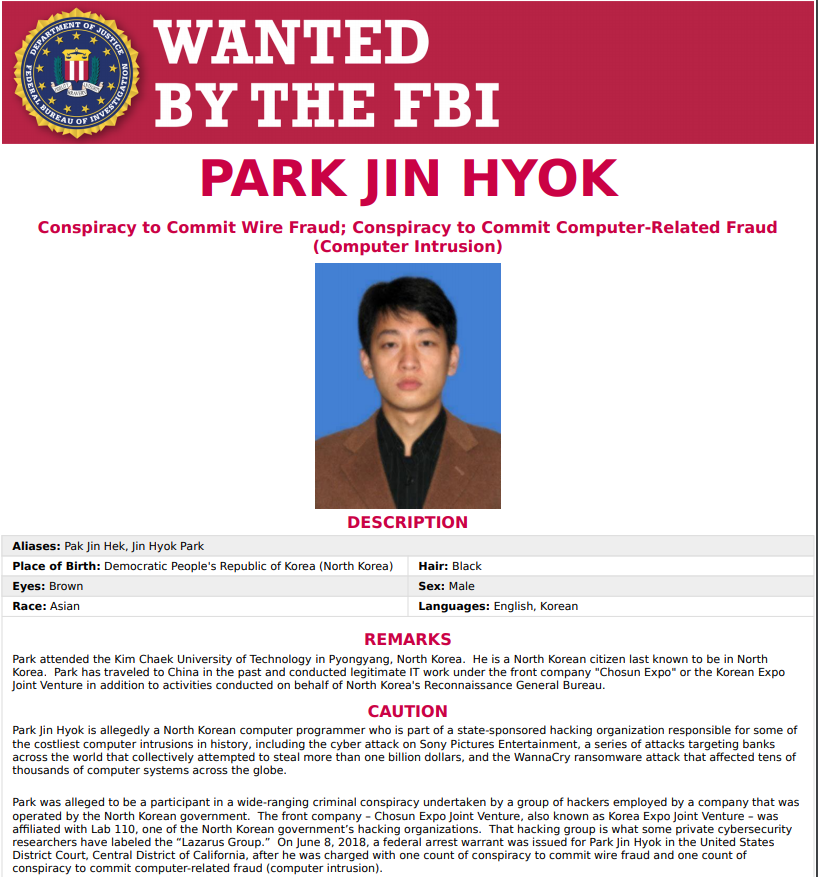 DEPARTMENT OF JUSTICE
FEDERAL BUREAU OF INVESTIGATION
WANTED
BY THE FBI
PARK JIN HYOK
Conspiracy to Commit Wire Fraud; Conspiracy to Commit Computer-Related Fraud
(Computer Intrusion)
DESCRIPTION
Aliases: Pak Jin Hek, Jin Hyok Park
Place of Birth: Democratic People's Republic of Korea (North Korea) Hair: Black
Eyes: Brown Sex: Male
Race: Asian Languages: English, Korean
REMARKS
Park attended the Kim Chaek University of Technology in Pyongyang, North Korea. He is a North Korean citizen last known to be in North
Korea. Park has traveled to China in the past and conducted legitimate IT work under the front company "Chosun Expo" or the Korean Expo
Joint Venture in addition to activities conducted on behalf of North Korea's Reconnaissance General Bureau.
CAUTION
Park Jin Hyok is allegedly a North Korean computer programmer who is part of a state-sponsored hacking organization responsible for some of
the costliest computer intrusions in history, including the cyber attack on Sony Pictures Entertainment, a series of attacks targeting banks
across the world that collectively attempted to steal more than one billion dollars, and the WannaCry ransomware attack that affected tens of
thousands of computer systems across the globe.
Park was alleged to be a participant in a wide-ranging criminal conspiracy undertaken by a group of hackers employed by a company that was
operated by the North Korean government. The front company – Chosun Expo Joint Venture, also known as Korea Expo Joint Venture – was
affiliated with Lab 110, one of the North Korean government's hacking organizations. That hacking group is what some private cybersecurity
researchers have labeled the “Lazarus Group.” On June 8, 2018, a federal arrest warrant was issued for Park Jin Hyok in the United States
District Court, Central District of California, after he was charged with one count of conspiracy to commit wire fraud and one count of
conspiracy to commit computer-related fraud (computer intrusion).